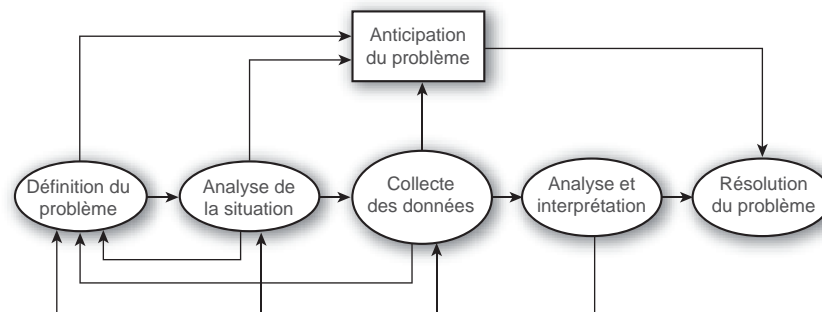 Anticipation
du problème
Définition du
problème
Analyse de
la situation
Collecte
des données
Analyse et
interprétation
Résolution
du problème